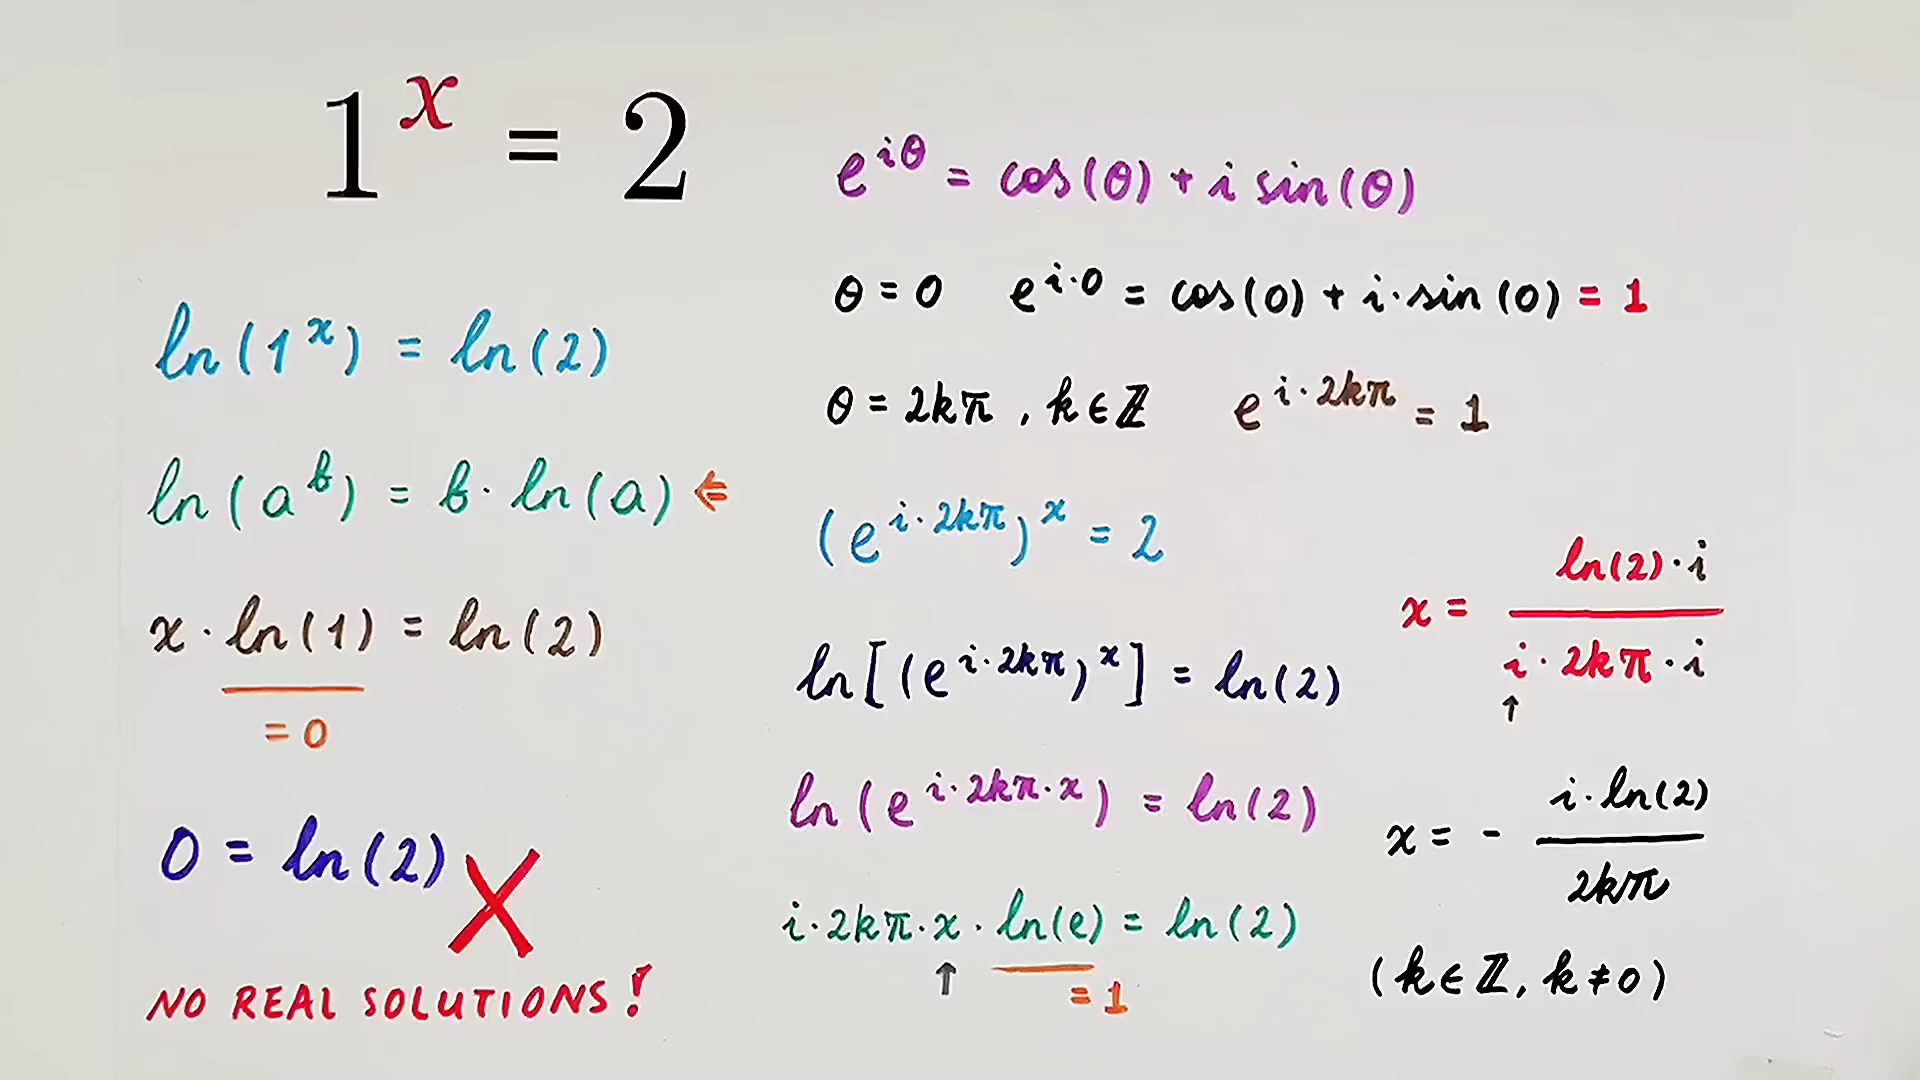 1^x = 2
ln(1^x) = ln(2)
ln(a^b) = b · ln(a) ←
x · ln(1) = ln(2)
= 0
0 = ln(2) X
NO REAL SOLUTIONS!
e^{iθ} = cos(θ) + i sin(θ)
θ = 0 e^{i·0} = cos(0) + i · sin(0) = 1
θ = 2kπ, k ∈ ℤ e^{i·2kπ} = 1
(e^{i·2kπ})^x = 2
ln[(e^{i·2kπ})^x] = ln(2)
ln(e^{i·2kπ·x}) = ln(2)
i · 2kπ · x · ln(e) = ln(2)
↑ = 1
ln(2) · i
x =
i · 2kπ · i
↑
i · ln(2)
x = -
2kπ
(k ∈ ℤ, k ≠ 0)